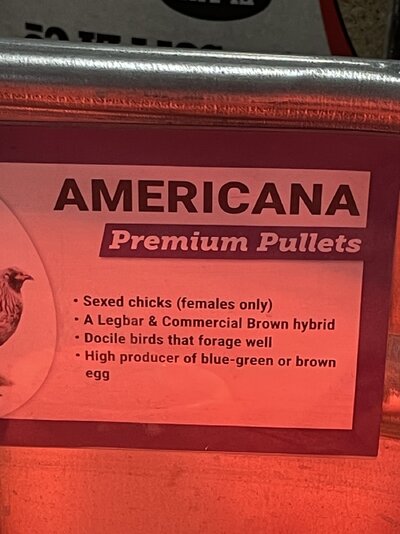 AMERICANA
Premium Pullets
• Sexed chicks (females only)
• A Legbar & Commercial Brown hybrid
• Docile birds that forage well
• High producer of blue-green or brown
egg